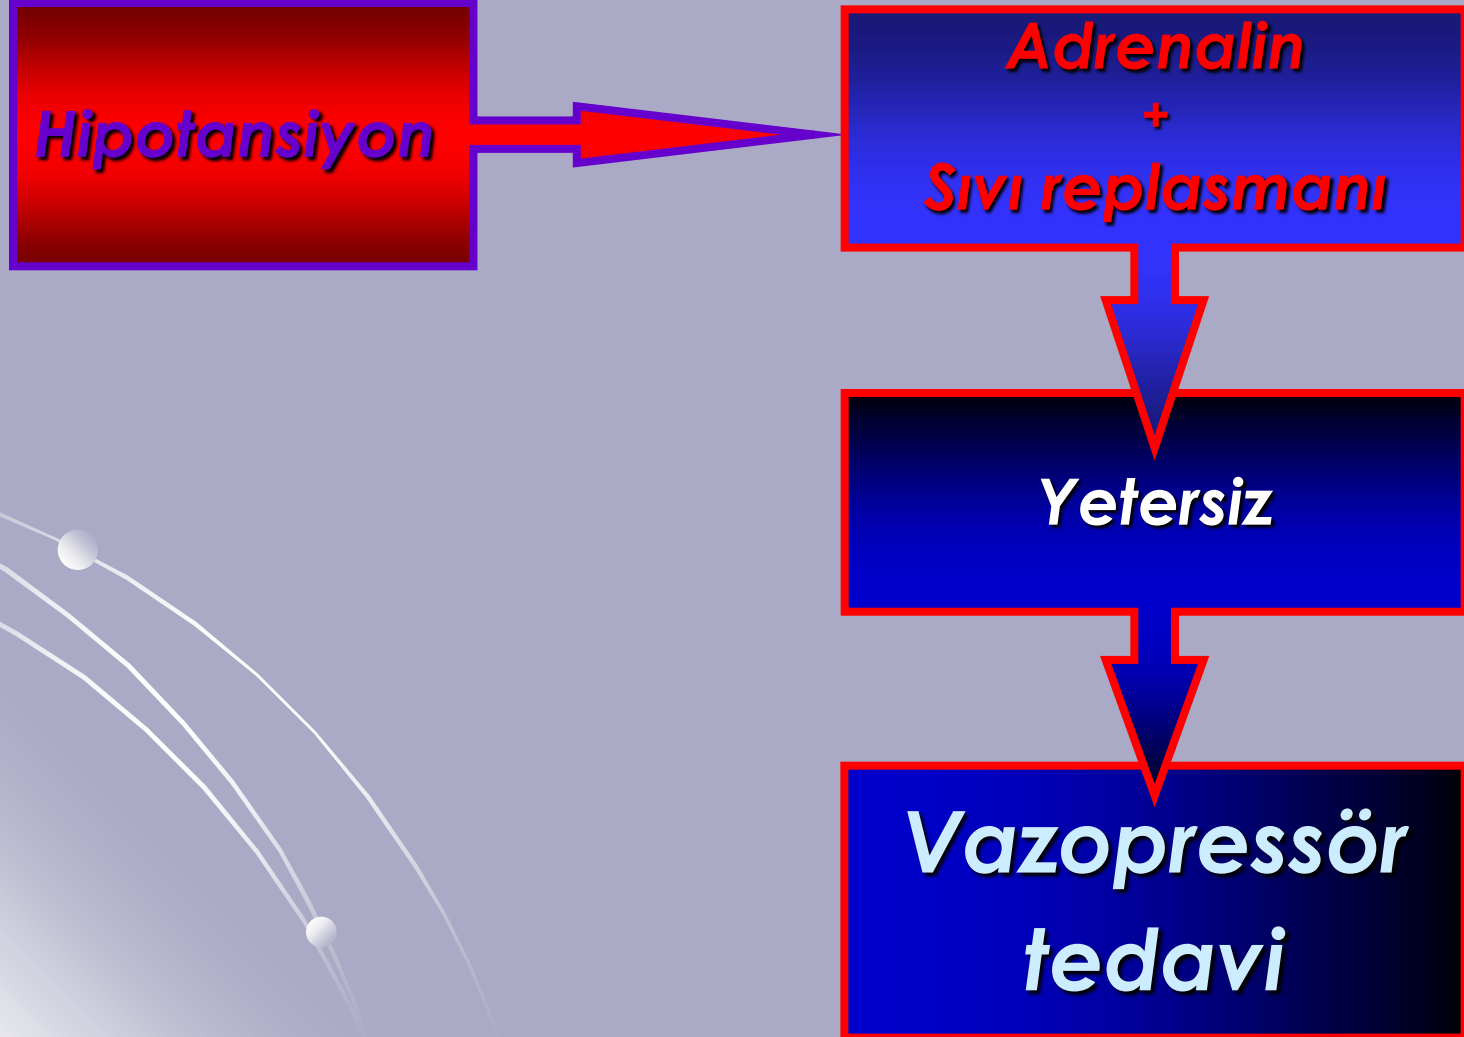 Hipotansiyon
Adrenalin
+
Sıvı replasmanı
Yetersiz
Vazopressör
tedavi